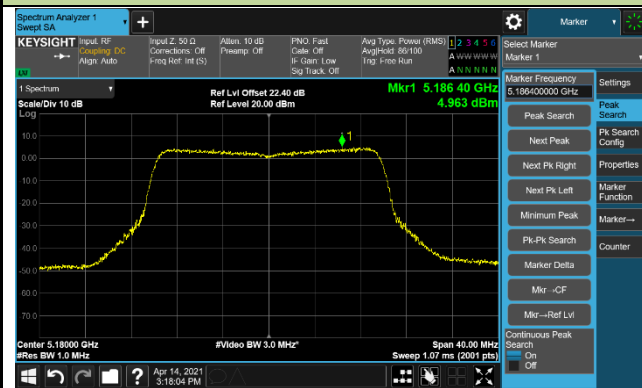 Spectrum Analyzer 1
Swept SA
Marker
KEYSIGHT
Input: RF
Coupling: DC
Align: Auto
Input Z: 50 Ω
Corrections: Off
Freq Ref: Int (S)
Atten: 10 dB
Preamp: Off
PNO: Fast
Gate: Off
IF Gain: Low
Sig Track: Off
Avg Type: Power (RMS)
Avg|Hold: 86/100
Trig: Free Run
1 2 3 4 5 6
A W W W W W
A N N N N N
Select Marker
Marker 1
1 Spectrum
Scale/Div 10 dB
Log
Ref Lvl Offset 22.40 dB
Ref Level 20.00 dBm
Mkr1 5.186 40 GHz
4.963 dBm
Marker Frequency
5.186400000 GHz
Settings
Peak Search
Peak
Search
Next Peak
Pk Search
Config
Next Pk Right
Properties
Next Pk Left
Marker
Function
Minimum Peak
Marker→
Pk-Pk Search
Counter
Marker Delta
Mkr→CF
Mkr→Ref Lvl
Continuous Peak
Search
On
Off
1
10.0
0.00
10.0
20.0
30.0
40.0
50.0
60.0
70.0
Center 5.18000 GHz
#Res BW 1.0 MHz
#Video BW 3.0 MHz*
Span 40.00 MHz
Sweep 1.07 ms (2001 pts)
?
Apr 14, 2021
3:18:04 PM